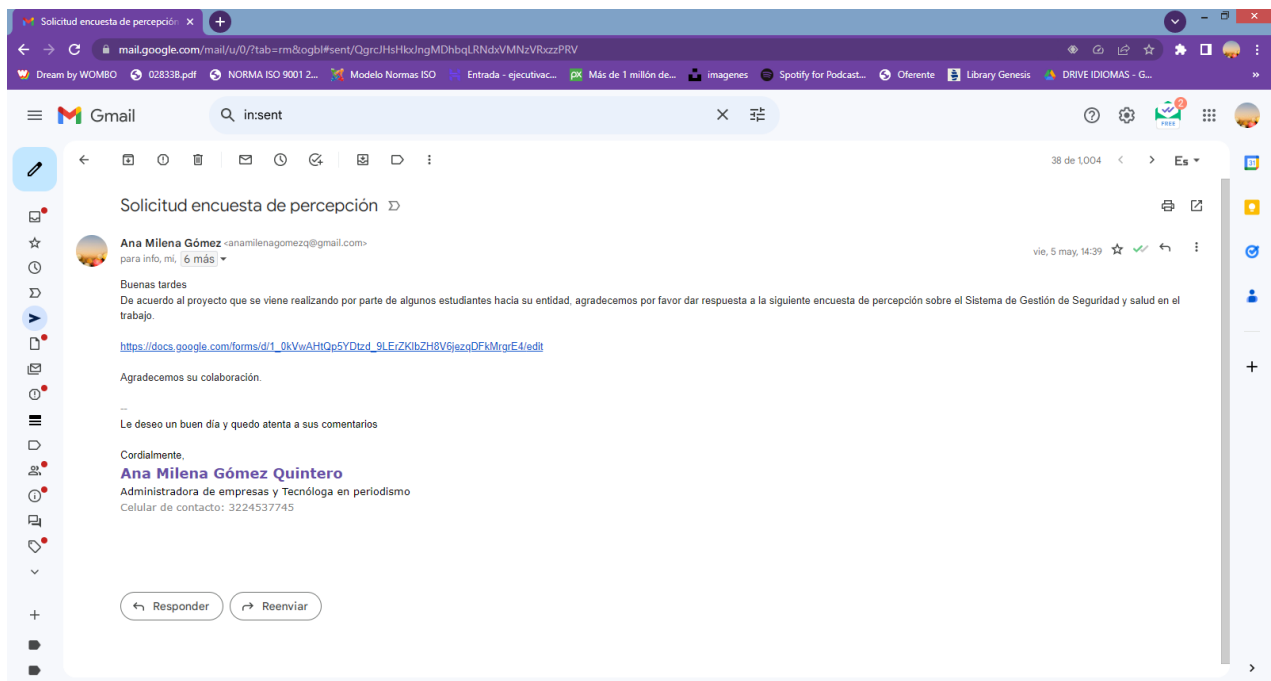 Solicitud encuesta de percepción
mail.google.com/mail/u/0/?tab=rm&ogbl#sent/QgrcJHsHkxJngMDhbqLRNdxVMNzVRxzzPRV
Dream by WOMBO 02833B.pdf NORMA ISO 9001 2... Modelo Normas ISO Entrada - ejecutivac... Más de 1 millón de... imagenes Spotify for Podcast... Oferente Library Genesis DRIVE IDIOMAS - G... »
Gmail in:sent FREE 2
38 de 1,004 Es 31
Solicitud encuesta de percepción
Ana Milena Gómez <anamilenagomezq@gmail.com> vie, 5 may, 14:39
para info, mí, 6 más
Buenas tardes
De acuerdo al proyecto que se viene realizando por parte de algunos estudiantes hacia su entidad, agradecemos por favor dar respuesta a la siguiente encuesta de percepción sobre el Sistema de Gestión de Seguridad y salud en el
trabajo.
https://docs.google.com/forms/d/1_0kVwAHtQp5YDtzd_9LErZKlbZH8V6jezqDFkMrgrE4/edit
Agradecemos su colaboración.
--
Le deseo un buen día y quedo atenta a sus comentarios
Cordialmente,
Ana Milena Gómez Quintero
Administradora de empresas y Tecnóloga en periodismo
Celular de contacto: 3224537745
Responder Reenviar